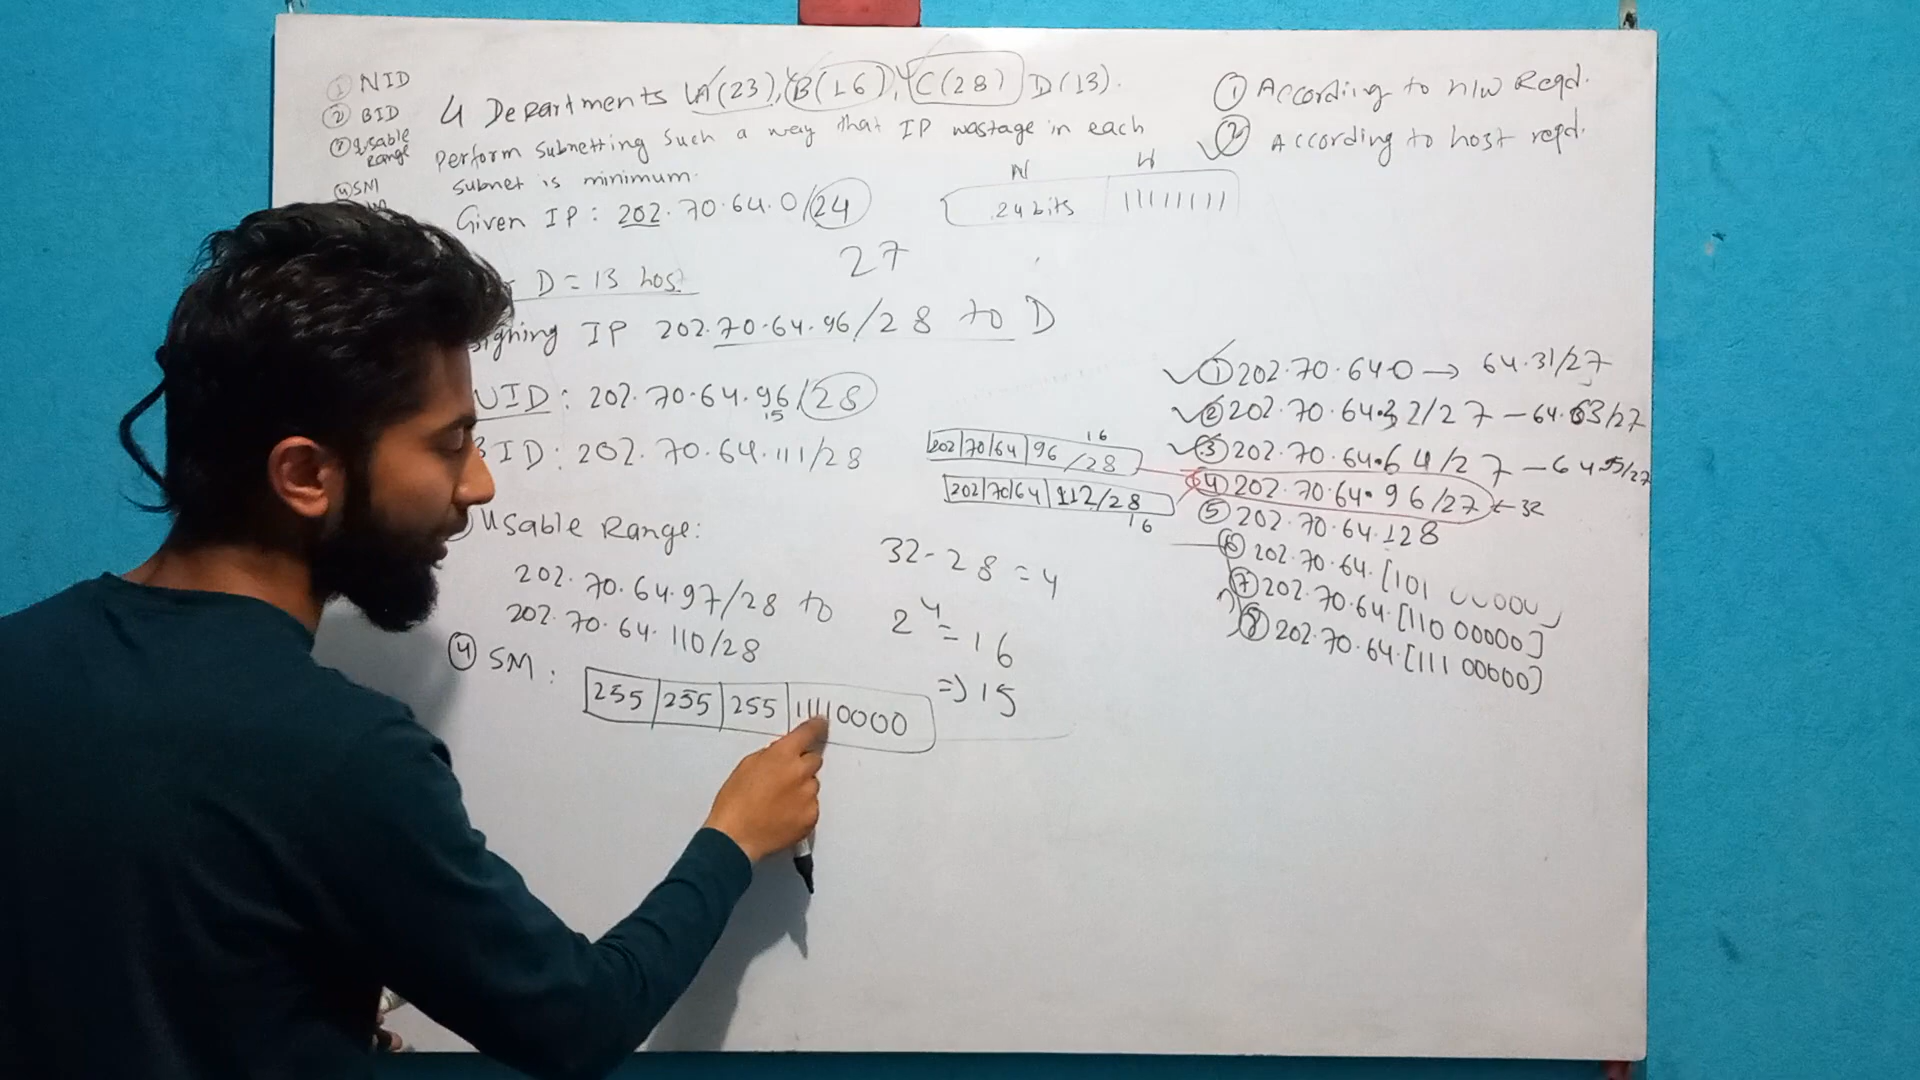 ① NID
② BID
③ Usable Range
④ SM
4 Departments A(23), B(16), C(28) D(13).
perform subnetting such a way that IP wastage in each
subnet is minimum.
Given IP: 202.70.64.0/24
N H
24 bits 11111111
27
D = 13 host
igning IP 202.70.64.96/28 to D
NID: 202.70.64.96/28
15
BID: 202.70.64.111/28
Usable Range:
202.70.64.97/28 to
202.70.64.110/28
④ SM:
255 255 255 11110000
32-28 = 4
2^4 = 16
=) 15
① According to n/w Reqd.
② According to host reqd.
① 202.70.64.0 → 64.31/27
② 202.70.64.32/27 - 64.63/27
③ 202.70.64.64/27 - 64.95/27
④ 202.70.64.96/27 ← 32
⑤ 202.70.64.128
⑥ 202.70.64.[101 00000]
⑦ 202.70.64.[110 00000]
⑧ 202.70.64.[111 00000]
16
202|70|64|96/28
202|70|64|112/28
16